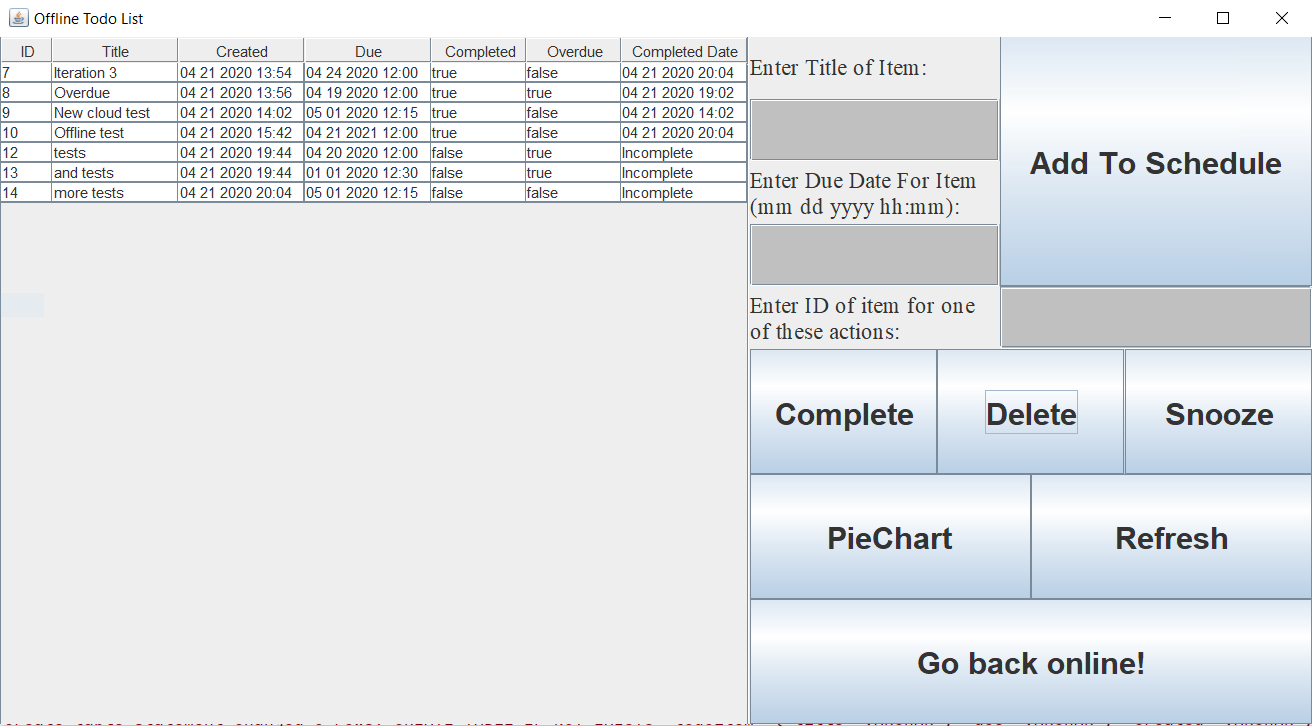 Offline Todo List
ID Title Created Due Completed Overdue Completed Date
7 Iteration 3 04 21 2020 13:54 04 24 2020 12:00 true false 04 21 2020 20:04
8 Overdue 04 21 2020 13:56 04 19 2020 12:00 true true 04 21 2020 19:02
9 New cloud test 04 21 2020 14:02 05 01 2020 12:15 true false 04 21 2020 14:02
10 Offline test 04 21 2020 15:42 04 21 2021 12:00 true false 04 21 2020 20:04
12 tests 04 21 2020 19:44 04 20 2020 12:00 false true Incomplete
13 and tests 04 21 2020 19:44 01 01 2020 12:30 false true Incomplete
14 more tests 04 21 2020 20:04 05 01 2020 12:15 false false Incomplete
Enter Title of Item:
Add To Schedule
Enter Due Date For Item
(mm dd yyyy hh:mm):
Enter ID of item for one
of these actions:
Complete Delete Snooze
PieChart Refresh
Go back online!